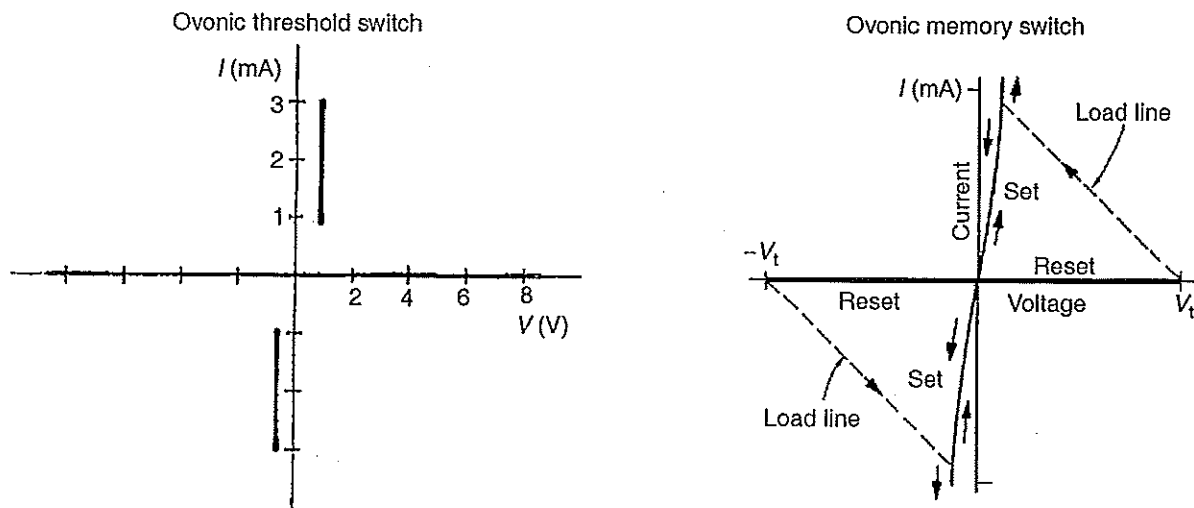 Ovonic threshold switch
I (mA)
3
2
1
2 4 6 8
V (V)
Ovonic memory switch
I (mA)
Load line
Current
Set
−Vt
Reset
Reset
Voltage
Vt
Set
Load line